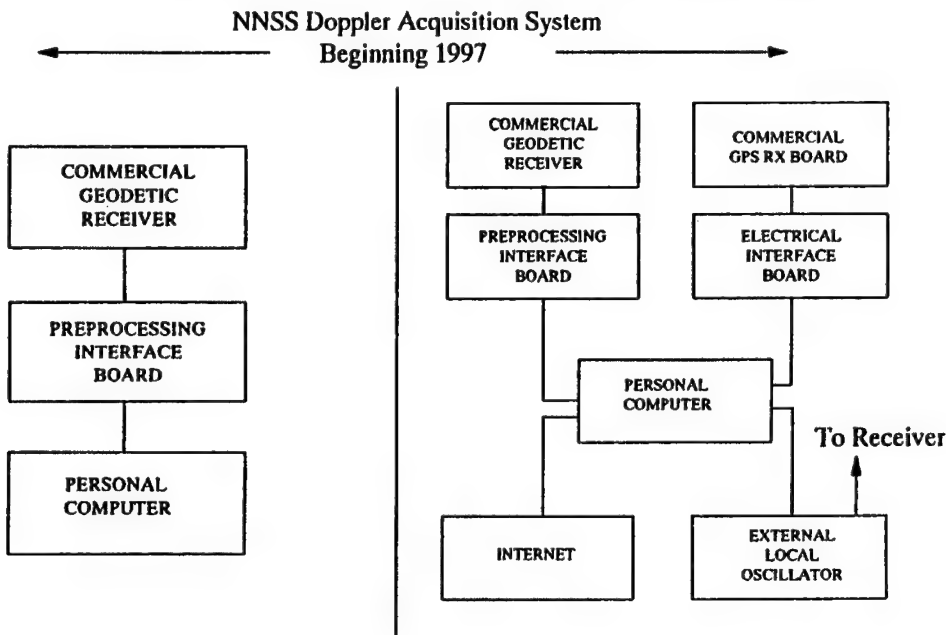 NNSS Doppler Acquisition System
Beginning 1997
COMMERCIAL
GEODETIC
RECEIVER
PREPROCESSING
INTERFACE
BOARD
PERSONAL
COMPUTER
COMMERCIAL
GEODETIC
RECEIVER
COMMERCIAL
GPS RX BOARD
PREPROCESSING
INTERFACE
BOARD
ELECTRICAL
INTERFACE
BOARD
PERSONAL
COMPUTER
To Receiver
INTERNET
EXTERNAL
LOCAL
OSCILLATOR